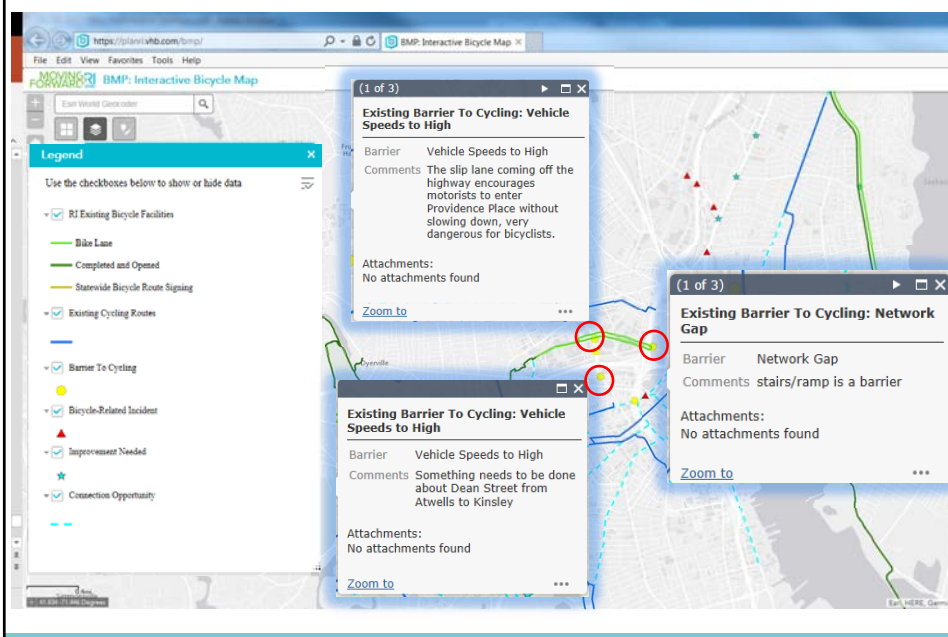 https://planri.vhb.com/bmp/
BMP: Interactive Bicycle Map
File Edit View Favorites Tools Help
MOVING RI FORWARD BMP: Interactive Bicycle Map
Esri World Geocoder
Legend
Use the checkboxes below to show or hide data
RI Existing Bicycle Facilities
Bike Lane
Completed and Opened
Statewide Bicycle Route Signing
Existing Cycling Routes
Barrier To Cycling
Bicycle-Related Incident
Improvement Needed
Connection Opportunity
(1 of 3)
Existing Barrier To Cycling: Vehicle
Speeds to High
Barrier Vehicle Speeds to High
Comments The slip lane coming off the
highway encourages
motorists to enter
Providence Place without
slowing down, very
dangerous for bicyclists.
Attachments:
No attachments found
Zoom to
Dyerville
(1 of 3)
Existing Barrier To Cycling: Network
Gap
Barrier Network Gap
Comments stairs/ramp is a barrier
Attachments:
No attachments found
Zoom to
Existing Barrier To Cycling: Vehicle
Speeds to High
Barrier Vehicle Speeds to High
Comments Something needs to be done
about Dean Street from
Atwells to Kinsley
Attachments:
No attachments found
Zoom to
Esri, HERE, Garmi